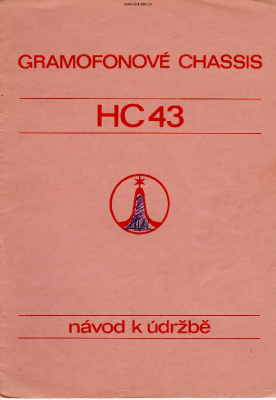 GRAMOFONOVÉ CHASSIS
HC 43
návod k údržbě